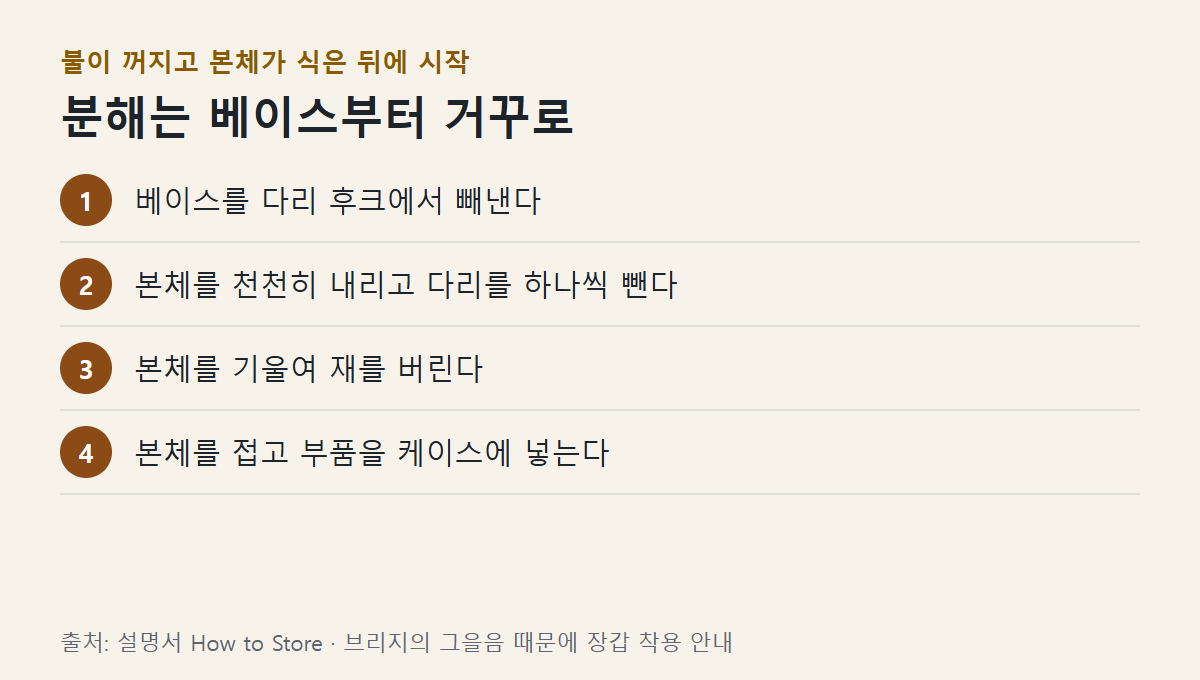 불이 꺼지고 본체가 식은 뒤에 시작
분해는 베이스부터 거꾸로
1 베이스를 다리 후크에서 빼낸다
2 본체를 천천히 내리고 다리를 하나씩 뺀다
3 본체를 기울여 재를 버린다
4 본체를 접고 부품을 케이스에 넣는다
출처: 설명서 How to Store · 브리지의 그을음 때문에 장갑 착용 안내